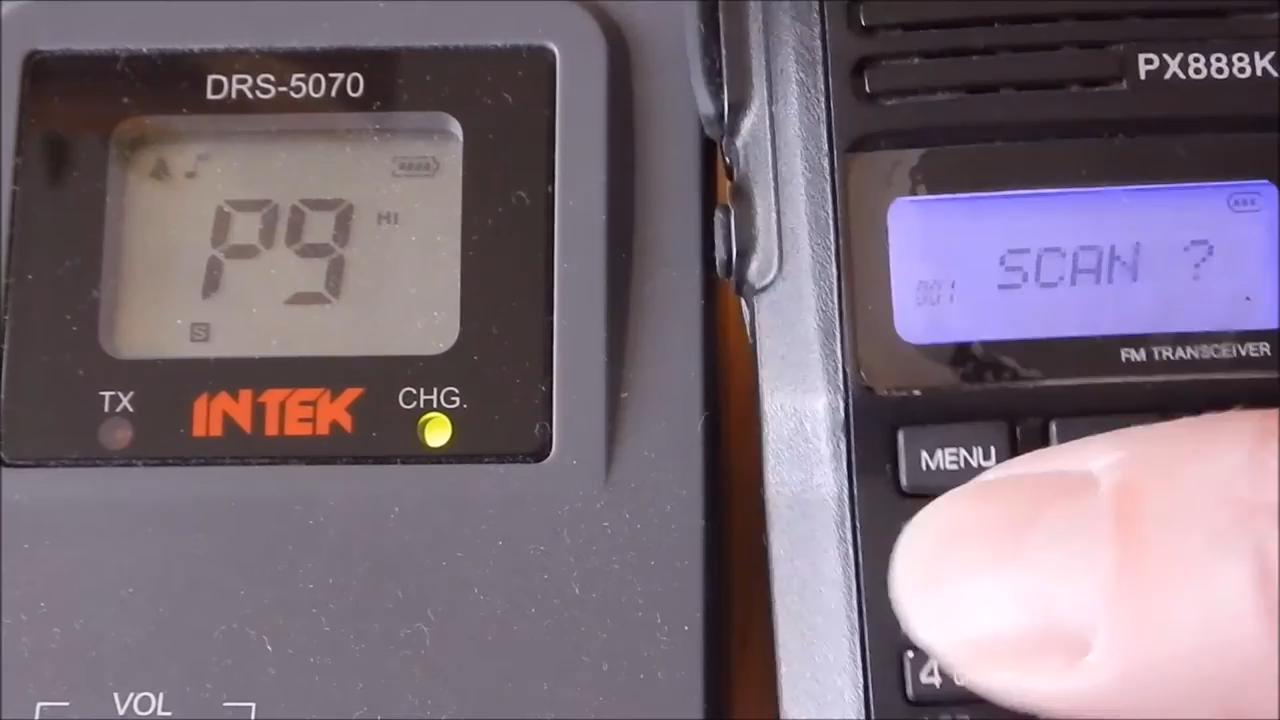 DRS-5070
P9
HI
S
TX
INTEK
CHG.
VOL
PX888K
001
SCAN ?
FM TRANSCEIVER
MENU
4